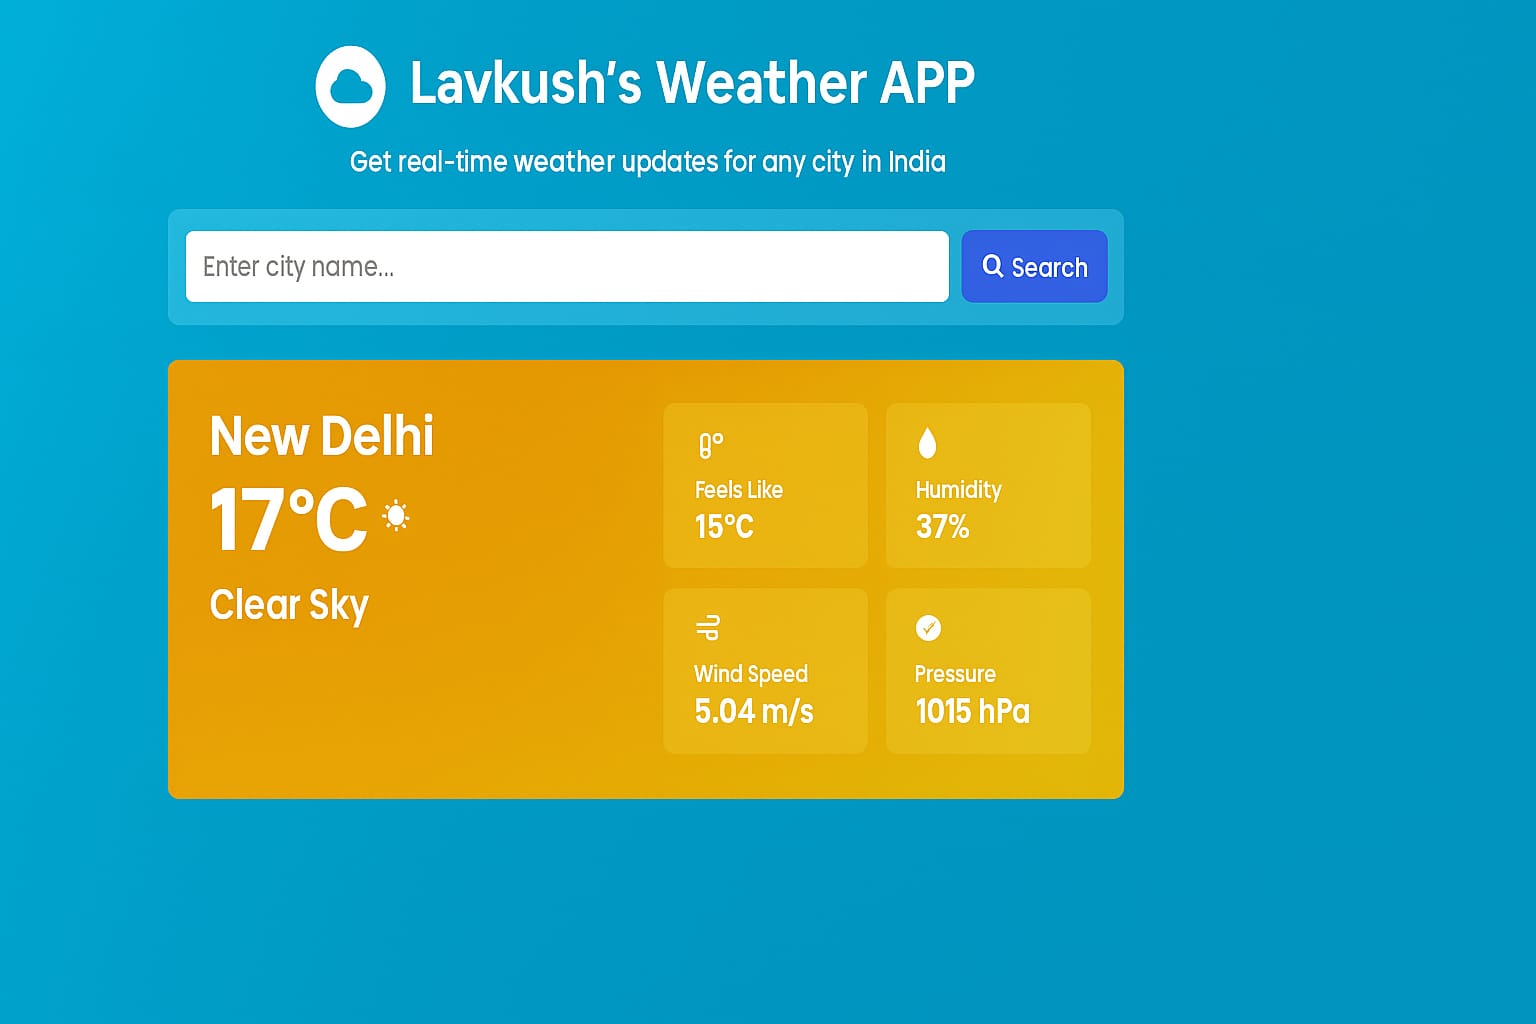 Lavkush's Weather APP
Get real-time weather updates for any city in India
Enter city name...
Search
New Delhi
17°C
Clear Sky
Feels Like
15°C
Humidity
37%
Wind Speed
5.04 m/s
Pressure
1015 hPa